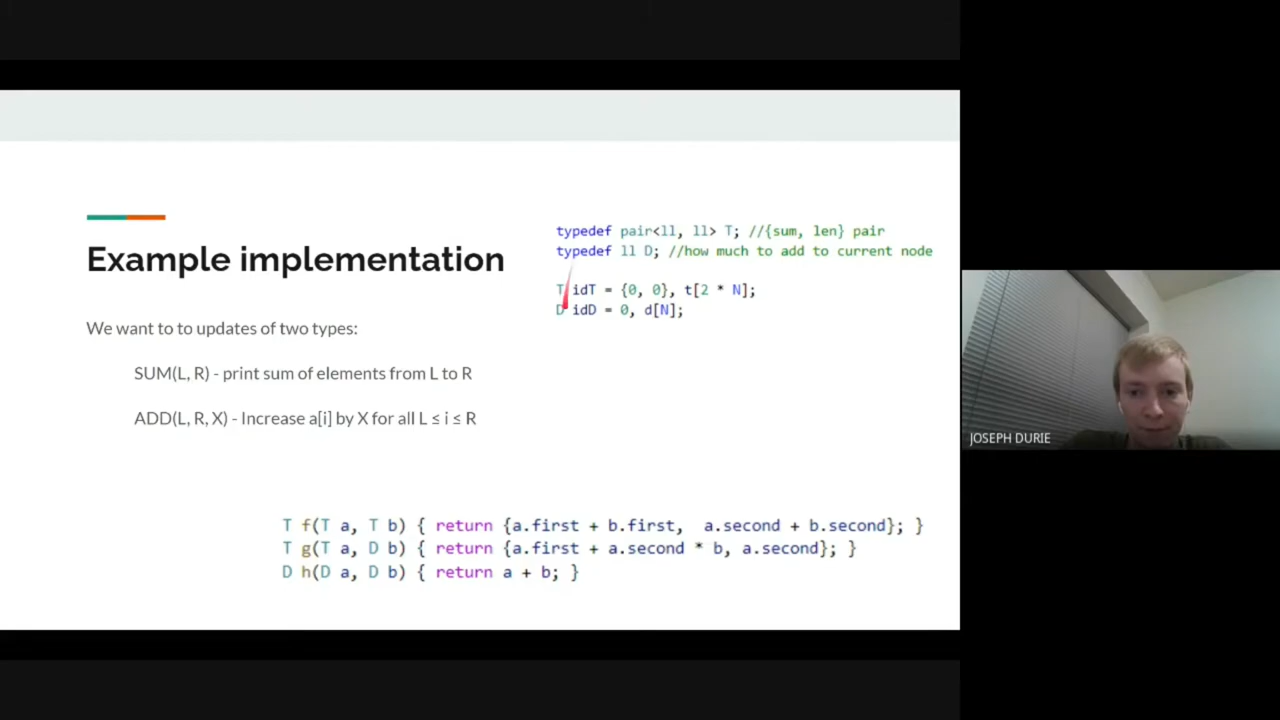 Example implementation
We want to to updates of two types:
SUM(L, R) - print sum of elements from L to R
ADD(L, R, X) - Increase a[i] by X for all L ≤ i ≤ R
typedef pair<ll, ll> T; //{sum, len} pair
typedef ll D; //how much to add to current node
T idT = {0, 0}, t[2 * N];
D idD = 0, d[N];
T f(T a, T b) { return {a.first + b.first, a.second + b.second}; }
T g(T a, D b) { return {a.first + a.second * b, a.second}; }
D h(D a, D b) { return a + b; }
JOSEPH DURIE